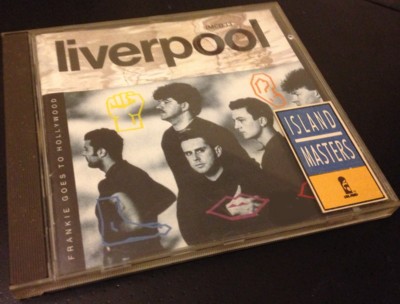 liverpool
FRANKIE GOES TO HOLLYWOOD
ISLAND
MASTERS